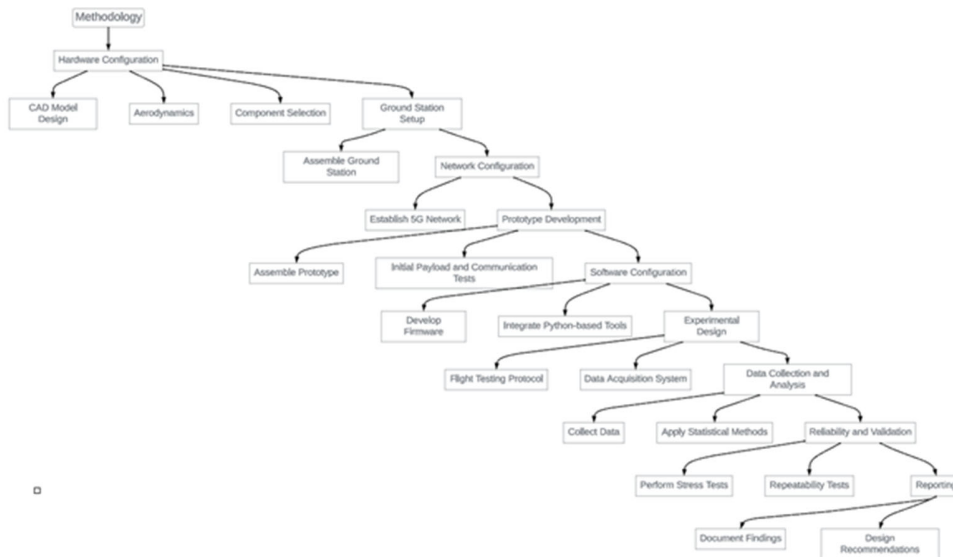 Methodology
Hardware Configuration
CAD Model
Design
Aerodynamics
Component Selection
Ground Station
Setup
Assemble Ground
Station
Network Configuration
Establish 5G Network
Prototype Development
Assemble Prototype
Initial Payload and Communication
Tests
Software Configuration
Develop
Firmware
Integrate Python-based Tools
Experimental
Design
Flight Testing Protocol
Data Acquisition System
Data Collection and
Analysis
Collect Data
Apply Statistical Methods
Reliability and Validation
Perform Stress Tests
Repeatability Tests
Reporting
Document Findings
Design
Recommendations